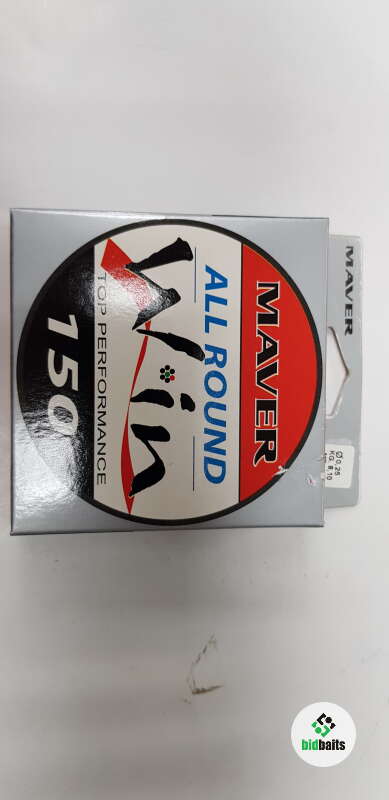 MAVER
Ø 0,25
KG. 8,10
MAVER
ALL ROUND
Win
TOP PERFORMANCE
150
bidbaits